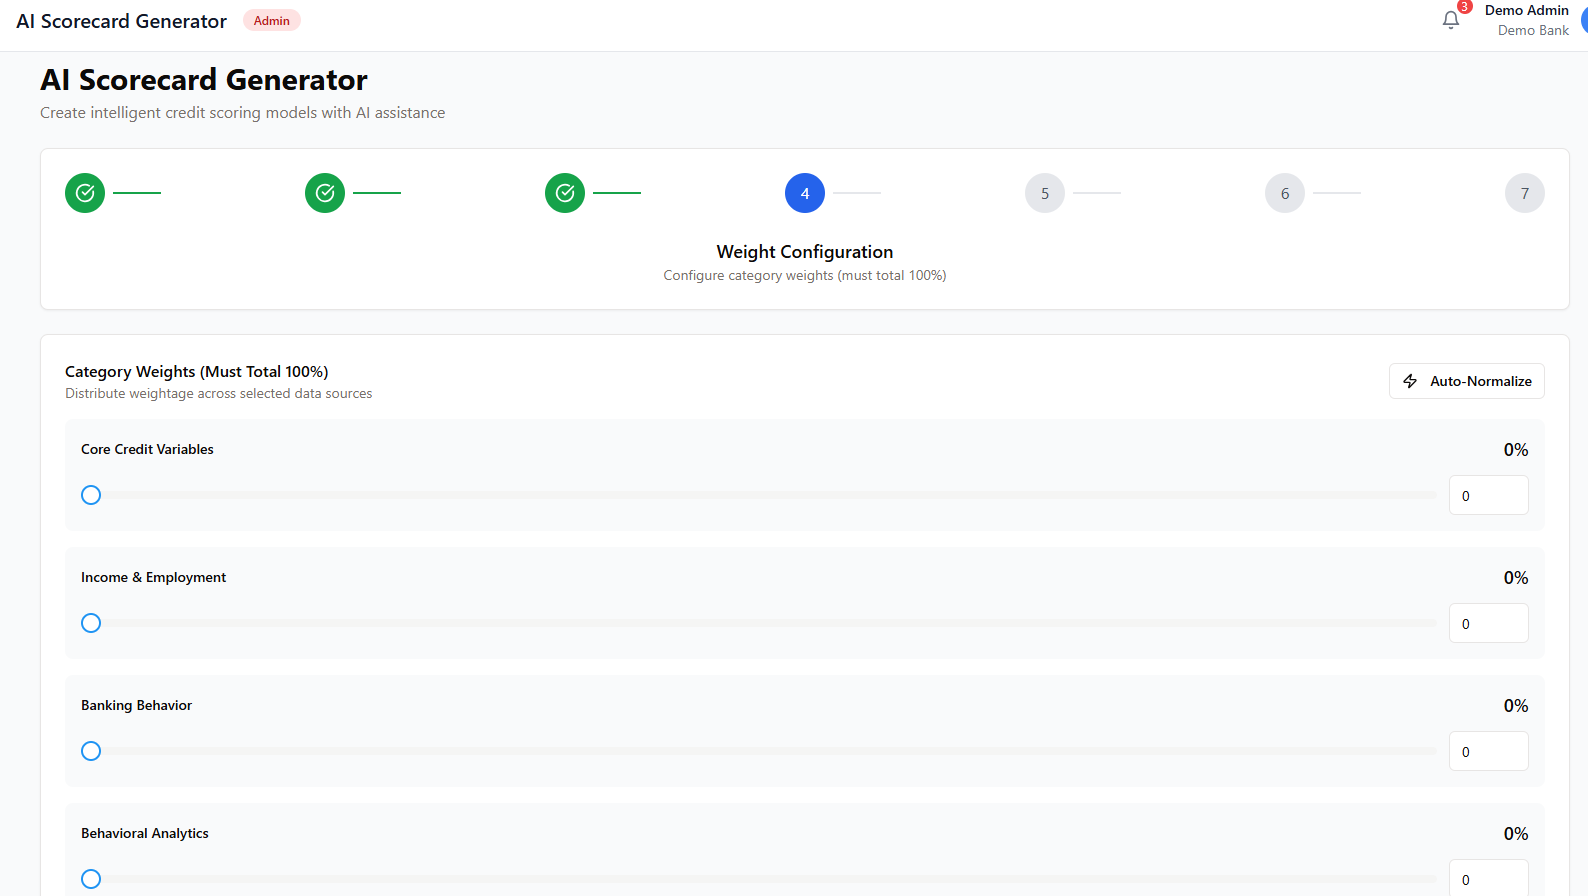 AI Scorecard Generator Admin
3
Demo Admin
Demo Bank
AI Scorecard Generator
Create intelligent credit scoring models with AI assistance
4 5 6 7
Weight Configuration
Configure category weights (must total 100%)
Category Weights (Must Total 100%)
Distribute weightage across selected data sources
Auto-Normalize
Core Credit Variables 0%
0
Income & Employment 0%
0
Banking Behavior 0%
0
Behavioral Analytics 0%
0